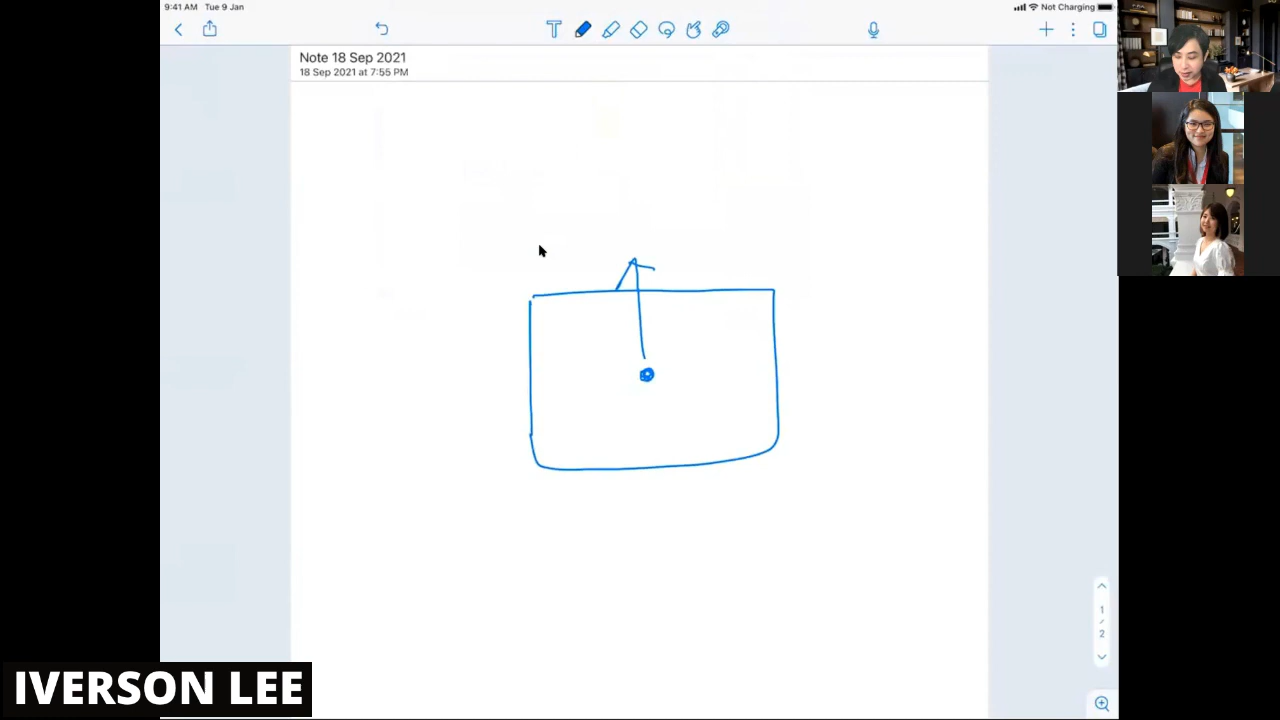 9:41 AM Tue 9 Jan
Not Charging
T
Note 18 Sep 2021
18 Sep 2021 at 7:55 PM
1
/
2
IVERSON LEE